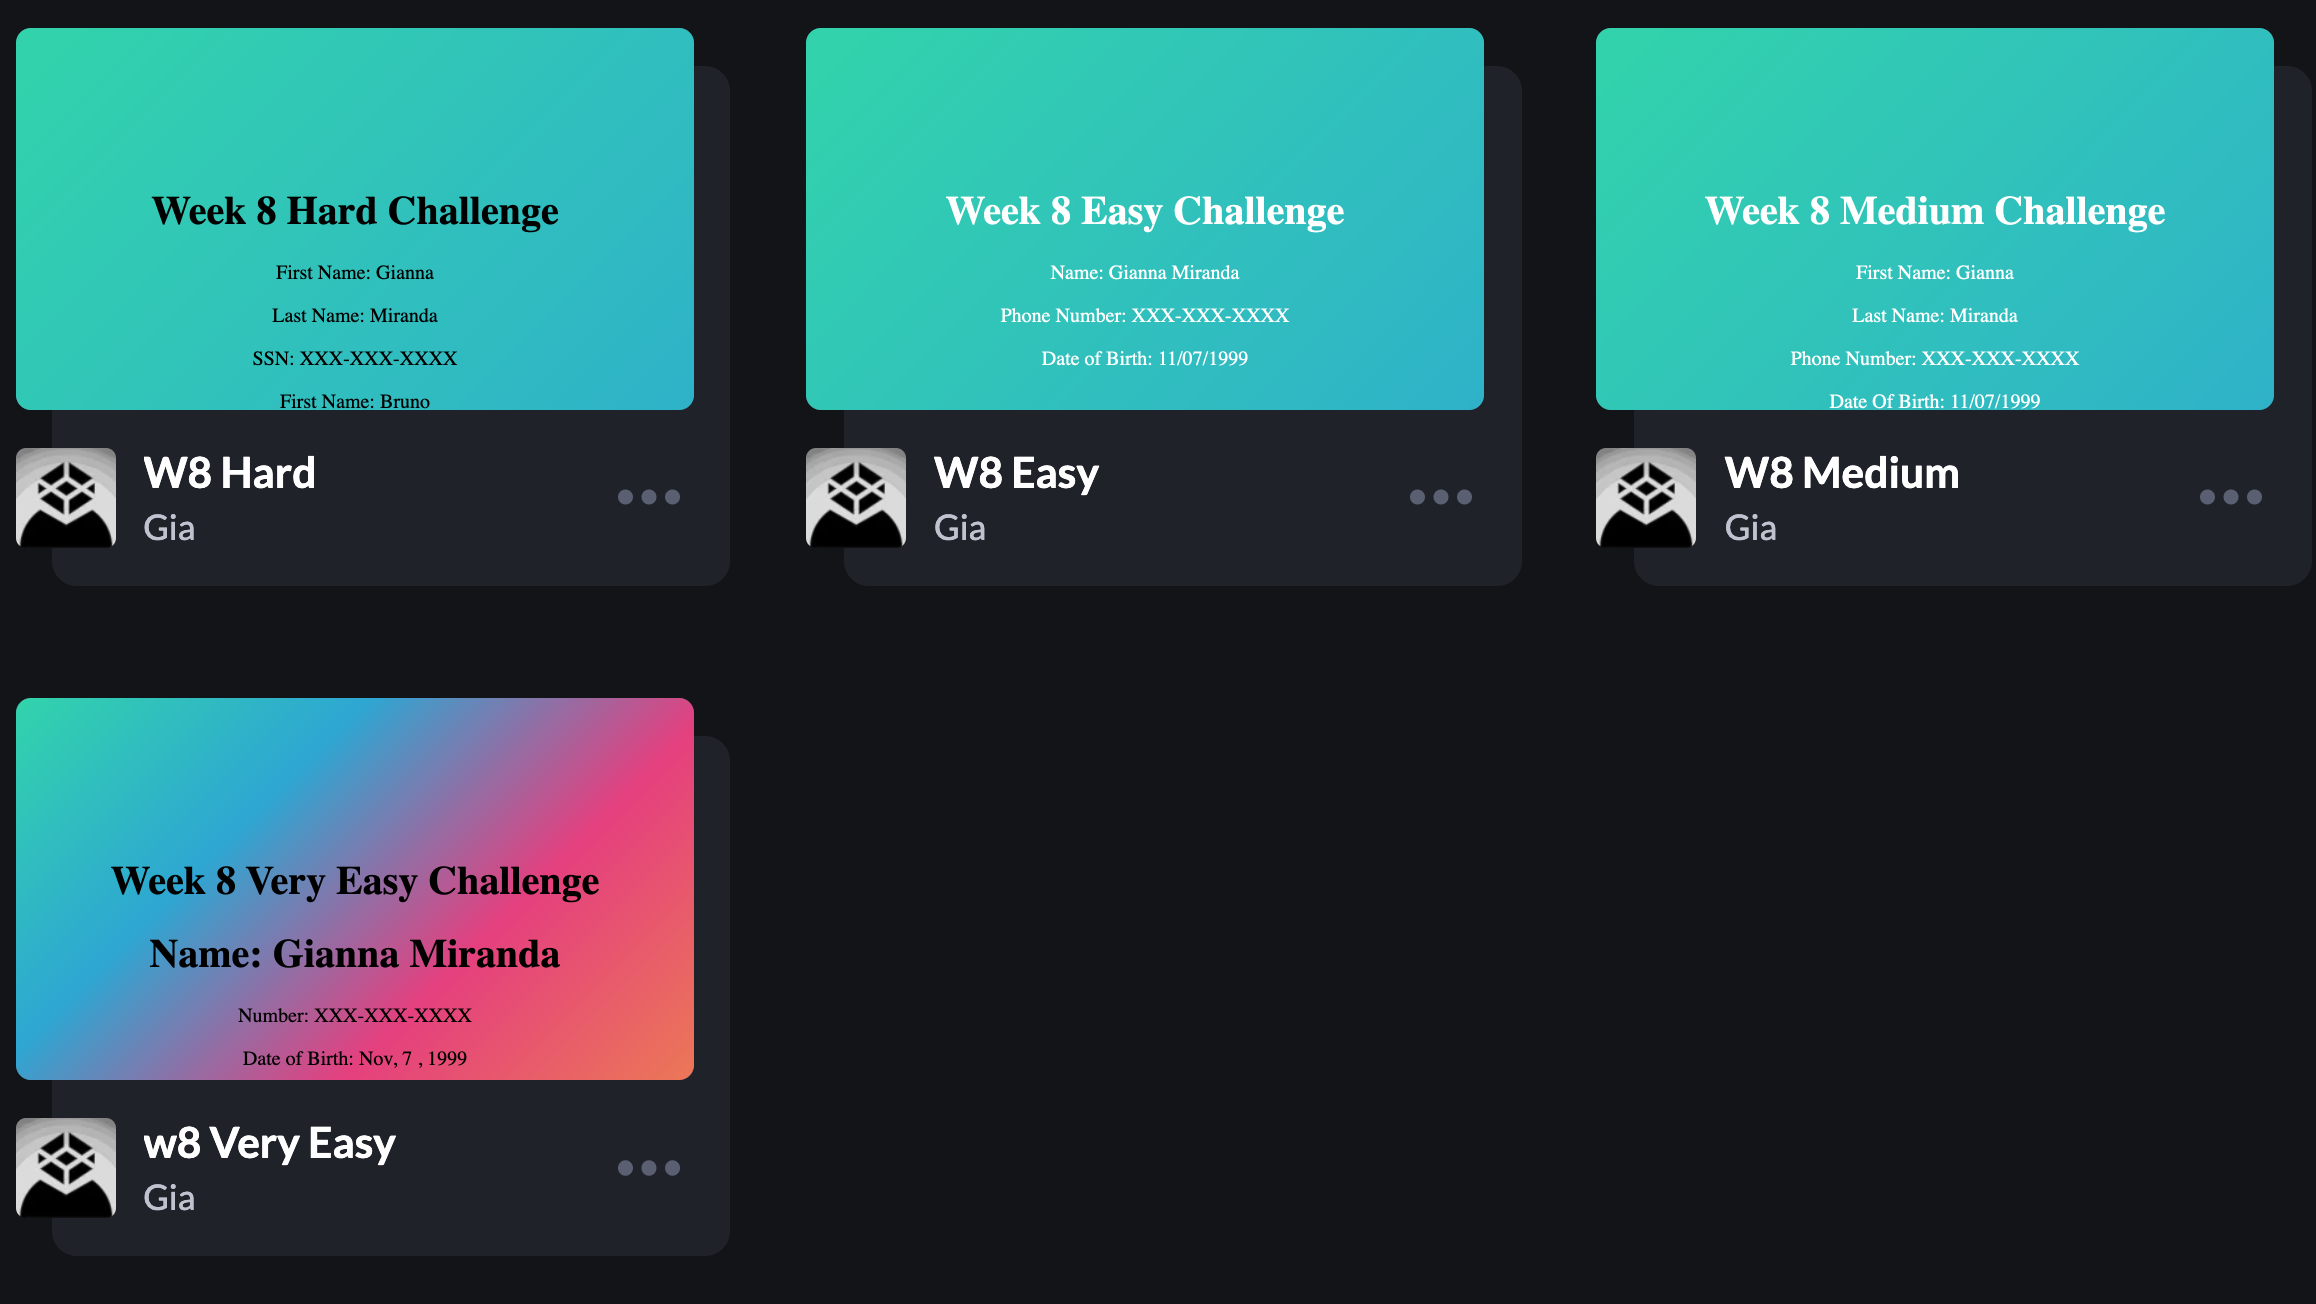 Week 8 Hard Challenge
First Name: Gianna
Last Name: Miranda
SSN: XXX-XXX-XXXX
First Name: Bruno
W8 Hard
Gia
Week 8 Easy Challenge
Name: Gianna Miranda
Phone Number: XXX-XXX-XXXX
Date of Birth: 11/07/1999
W8 Easy
Gia
Week 8 Medium Challenge
First Name: Gianna
Last Name: Miranda
Phone Number: XXX-XXX-XXXX
Date Of Birth: 11/07/1999
W8 Medium
Gia
Week 8 Very Easy Challenge
Name: Gianna Miranda
Number: XXX-XXX-XXXX
Date of Birth: Nov, 7 , 1999
w8 Very Easy
Gia